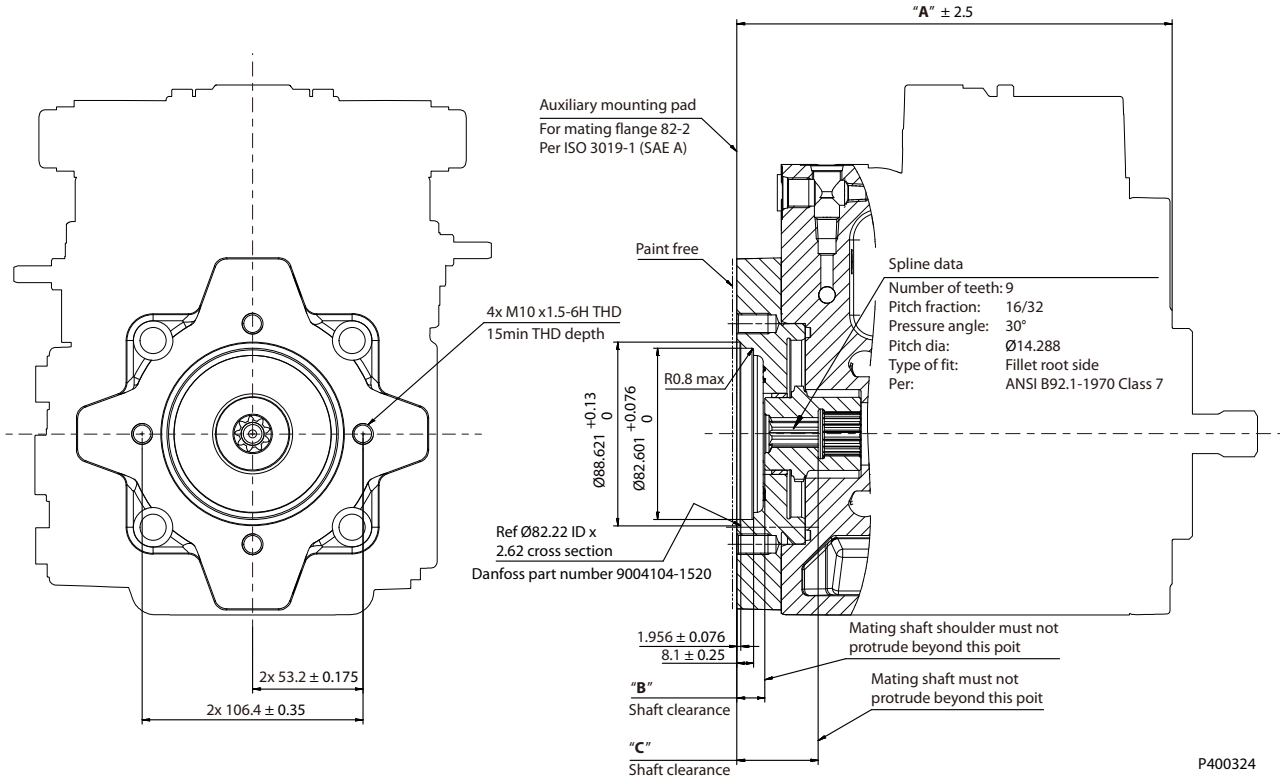 "A" ± 2.5
Auxiliary mounting pad
For mating flange 82-2
Per ISO 3019-1 (SAE A)
Paint free
Spline data
Number of teeth: 9
Pitch fraction: 16/32
Pressure angle: 30°
Pitch dia: Ø14.288
Type of fit: Fillet root side
Per: ANSI B92.1-1970 Class 7
4x M10 x1.5-6H THD
15min THD depth
R0.8 max
Ø88.621 +0.13 0
Ø82.601 +0.076 0
Ref Ø82.22 ID x
2.62 cross section
Danfoss part number 9004104-1520
1.956 ± 0.076
8.1 ± 0.25
Mating shaft shoulder must not
protrude beyond this poit
"B"
Shaft clearance
Mating shaft must not
protrude beyond this poit
"C"
Shaft clearance
2x 53.2 ± 0.175
2x 106.4 ± 0.35
P400324